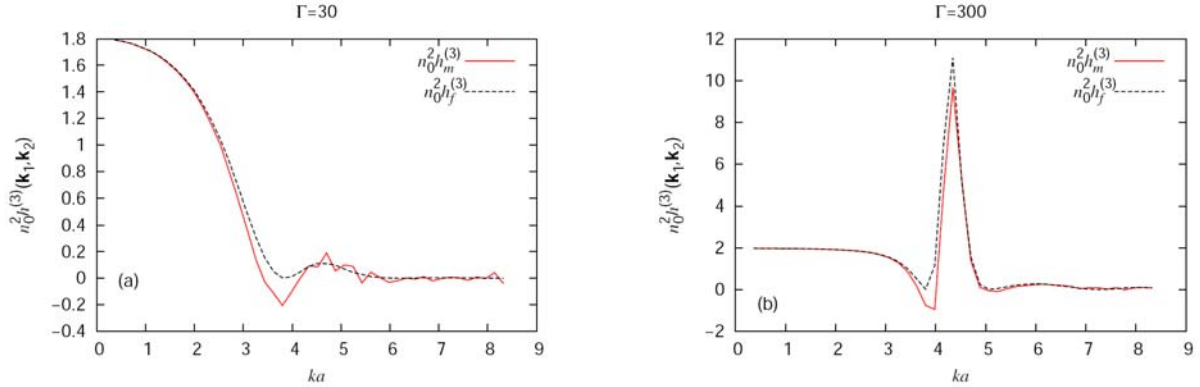 Γ=30
1.8
1.6
1.4
1.2
1
0.8
0.6
0.4
0.2
0
−0.2
−0.4
n₀²h⁽³⁾(k₁,k₂)
n₀²hₘ⁽³⁾
n₀²h_f⁽³⁾
(a)
0 1 2 3 4 5 6 7 8 9
ka
Γ=300
12
10
8
6
4
2
0
−2
n₀²h⁽³⁾(k₁,k₂)
n₀²hₘ⁽³⁾
n₀²h_f⁽³⁾
(b)
0 1 2 3 4 5 6 7 8 9
ka